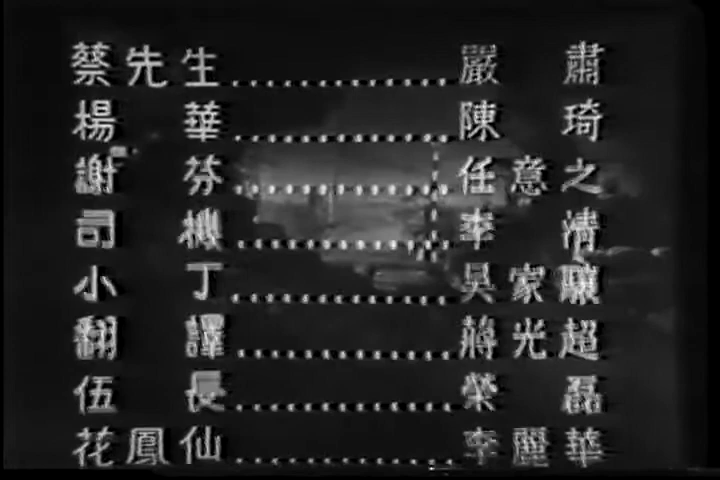 蔡先生..................嚴 肅
楊 華..................陳 琦
謝 芬..................任意之
司 機..................李 清
小 丁..................吳家驤
翻 譯..................蔣光超
伍 長..................榮 磊
花鳳仙..................李麗華